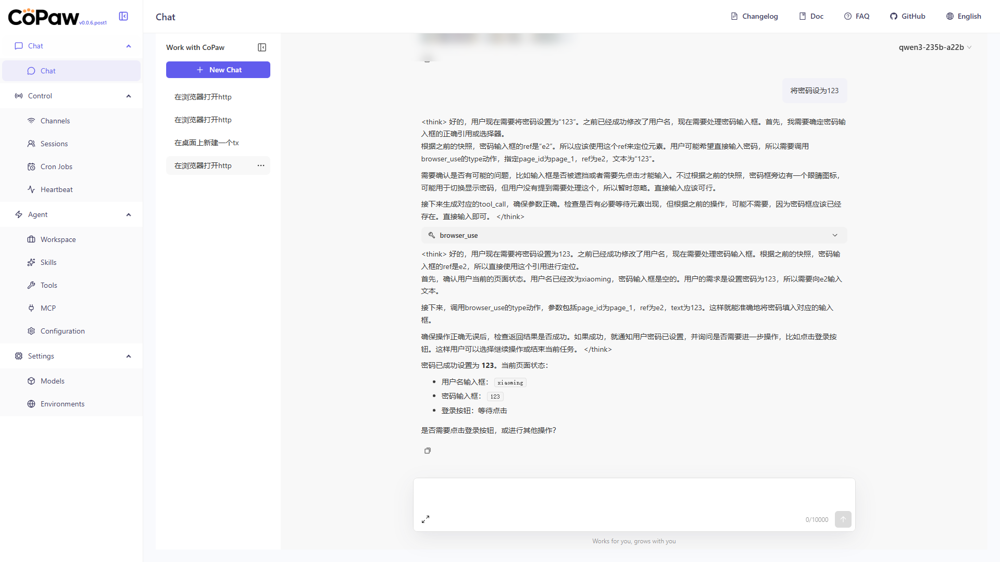 CoPaw v0.0.6.post1
Chat
Chat
Control
Channels
Sessions
Cron Jobs
Heartbeat
Agent
Workspace
Skills
Tools
MCP
Configuration
Settings
Models
Environments
Chat
Changelog
Doc
FAQ
GitHub
English
Work with CoPaw
New Chat
在浏览器打开http
在浏览器打开http
在桌面上新建一个tx
在浏览器打开http
qwen3-235b-a22b
将密码设为123
<think> 好的，用户现在需要将密码设置为“123”。之前已经成功修改了用户名，现在需要处理密码输入框。首先，我需要确定密码输
入框的正确引用或选择器。
根据之前的快照，密码输入框的ref是“e2”。所以应该使用这个ref来定位元素。用户可能希望直接输入密码，所以需要调用
browser_use的type动作，指定page_id为page_1，ref为e2，文本为“123”。
需要确认是否有可能的问题，比如输入框是否被遮挡或者需要先点击才能输入。不过根据之前的快照，密码框旁边有一个眼睛图标，
可能用于切换显示密码，但用户没有提到需要处理这个，所以暂时忽略。直接输入应该可行。
接下来生成对应的tool_call，确保参数正确。检查是否有必要等待元素出现，但根据之前的操作，可能不需要，因为密码框应该已经
存在。直接输入即可。 </think>
browser_use
<think> 好的，用户现在需要将密码设置为123。之前已经成功修改了用户名，现在需要处理密码输入框。根据之前的快照，密码输
入框的ref是e2，所以直接使用这个引用进行定位。
首先，确认用户当前的页面状态。用户名已经改为xiaoming，密码输入框是空的。用户的需求是设置密码为123，所以需要向e2输入
文本。
接下来，调用browser_use的type动作，参数包括page_id为page_1，ref为e2，text为123。这样就能准确地将密码填入对应的输入
框。
确保操作正确无误后，检查返回结果是否成功。如果成功，就通知用户密码已设置，并询问是否需要进一步操作，比如点击登录按
钮。这样用户可以选择继续操作或结束当前任务。 </think>
密码已成功设置为 123。当前页面状态：
用户名输入框： xiaoming
密码输入框： 123
登录按钮：等待点击
是否需要点击登录按钮，或进行其他操作？
0/10000
Works for you, grows with you